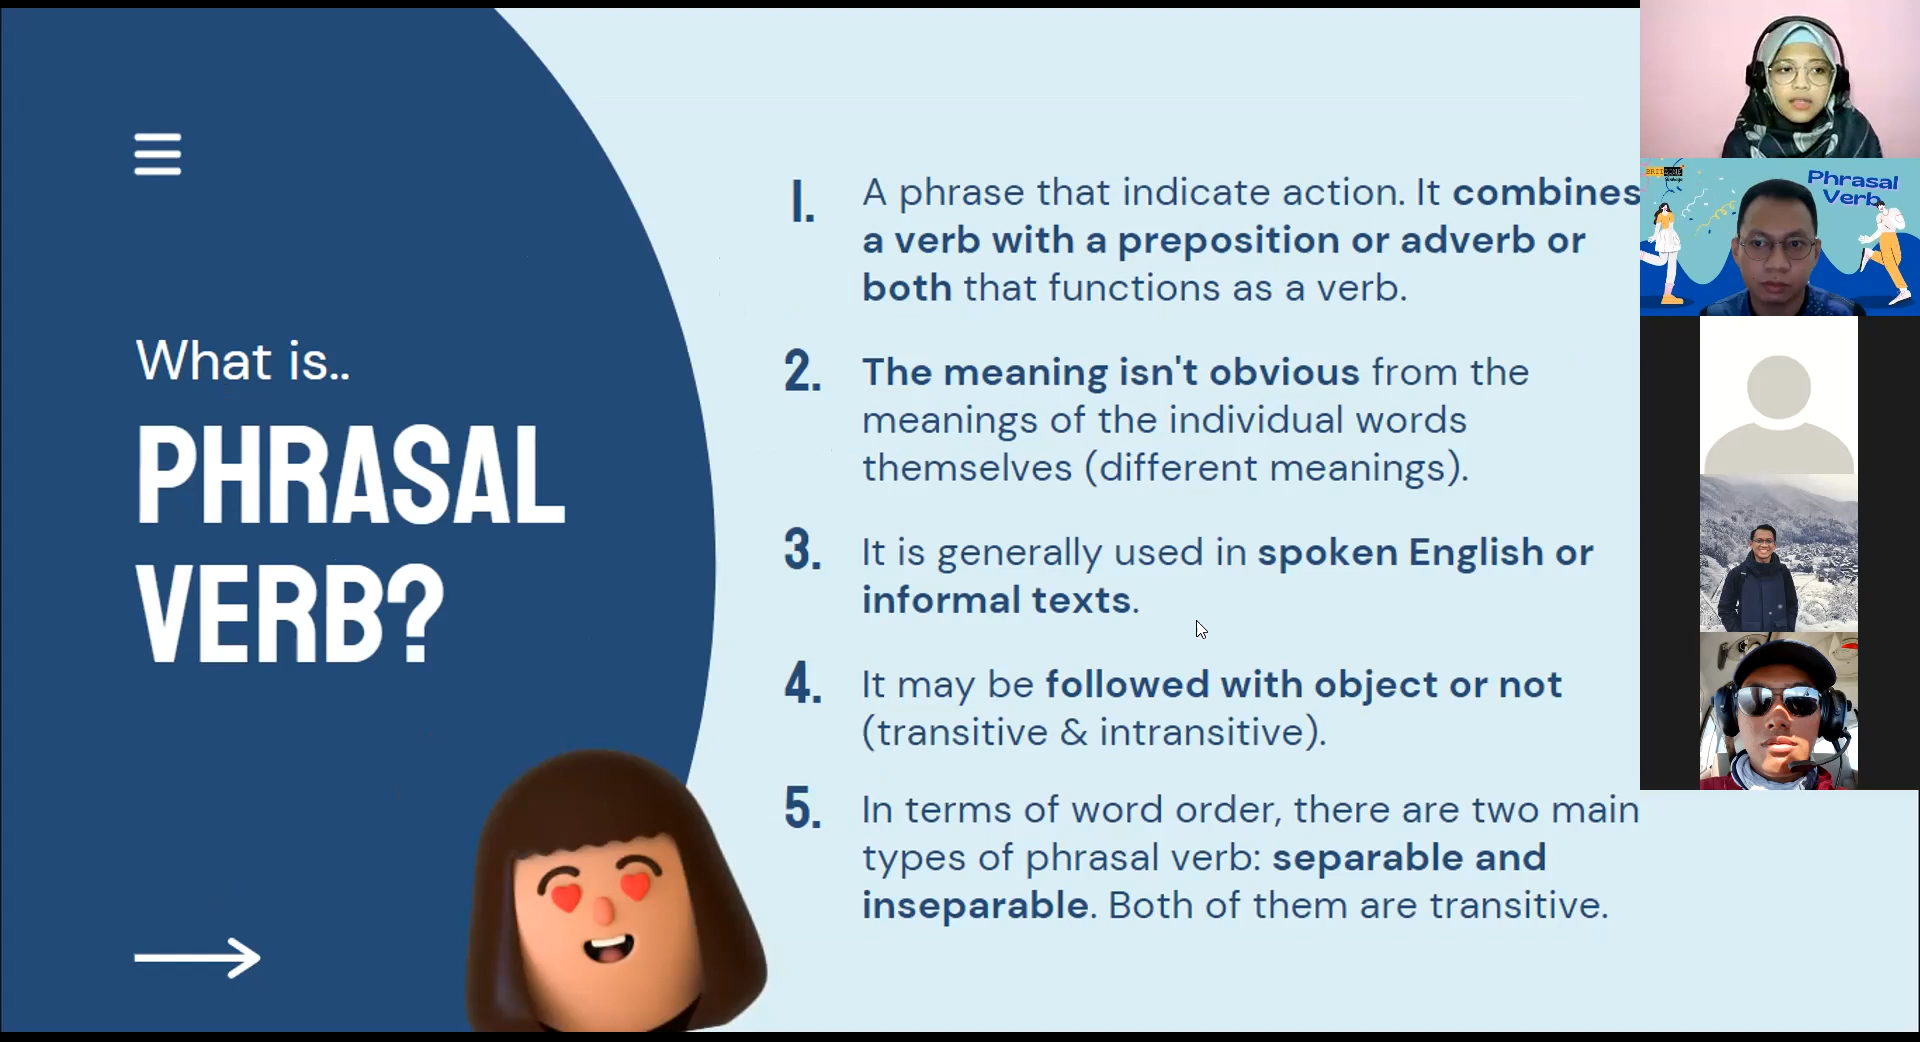 What is..
PHRASAL
VERB?
1. A phrase that indicate action. It combines
a verb with a preposition or adverb or
both that functions as a verb.
2. The meaning isn't obvious from the
meanings of the individual words
themselves (different meanings).
3. It is generally used in spoken English or
informal texts.
4. It may be followed with object or not
(transitive & intransitive).
5. In terms of word order, there are two main
types of phrasal verb: separable and
inseparable. Both of them are transitive.
Phrasal
Verb